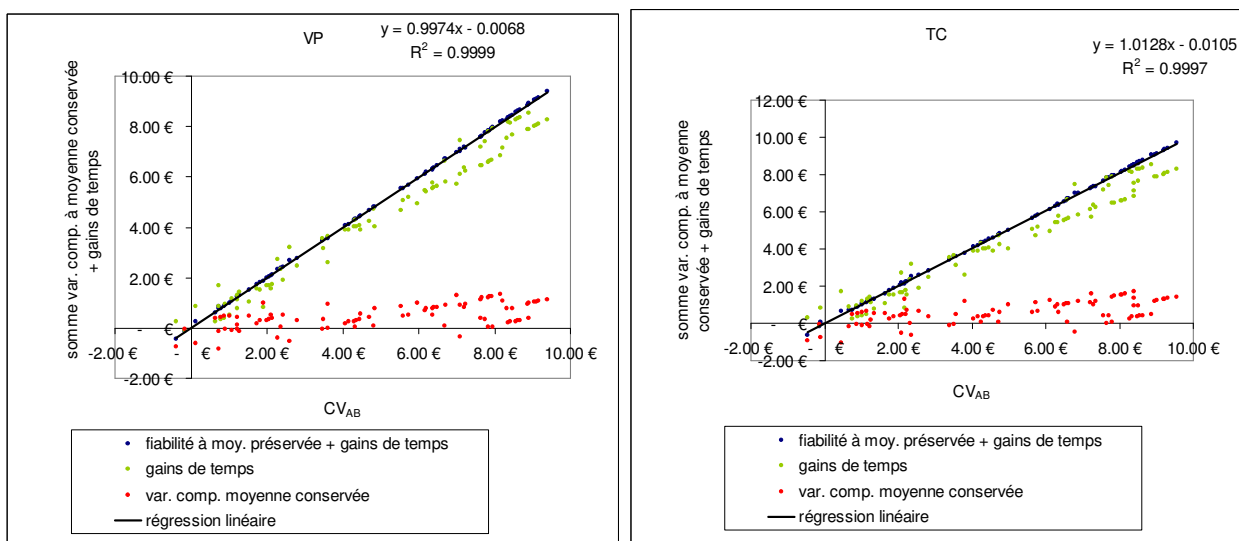 VP
y = 0.9974x - 0.0068
R² = 0.9999
somme var. comp. à moyenne conservée
+ gains de temps
10.00 €
8.00 €
6.00 €
4.00 €
2.00 €
- €
-2.00 €
-2.00 € - € 2.00 € 4.00 € 6.00 € 8.00 € 10.00 €
CV_AB
fiabilité à moy. préservée + gains de temps
gains de temps
var. comp. moyenne conservée
régression linéaire
TC
y = 1.0128x - 0.0105
R² = 0.9997
somme var. comp. à moyenne
conservée + gains de temps
12.00 €
10.00 €
8.00 €
6.00 €
4.00 €
2.00 €
- €
-2.00 €
-2.00 € - € 2.00 € 4.00 € 6.00 € 8.00 € 10.00 €
CV_AB
fiabilité à moy. préservée + gains de temps
gains de temps
var. comp. moyenne conservée
régression linéaire